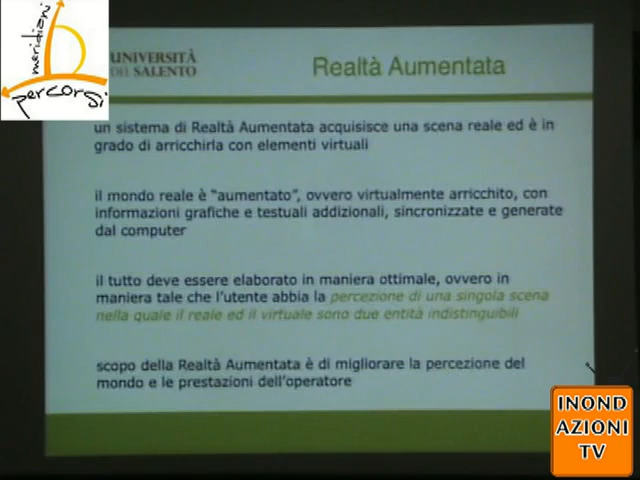 meridiani
percorsi
UNIVERSITÀ
DEL SALENTO
Realtà Aumentata
un sistema di Realtà Aumentata acquisisce una scena reale ed è in
grado di arricchirla con elementi virtuali
il mondo reale è “aumentato”, ovvero virtualmente arricchito, con
informazioni grafiche e testuali addizionali, sincronizzate e generate
dal computer
il tutto deve essere elaborato in maniera ottimale, ovvero in
maniera tale che l’utente abbia la percezione di una singola scena
nella quale il reale ed il virtuale sono due entità indistinguibili
scopo della Realtà Aumentata è di migliorare la percezione del
mondo e le prestazioni dell’operatore
INOND
AZIONI
TV